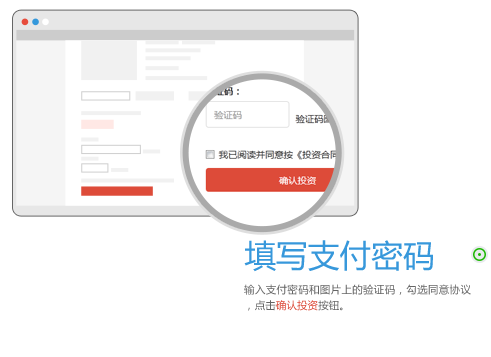 验证码：
验证码
验证码
我已阅读并同意按《投资合同
确认投资
填写支付密码
输入支付密码和图片上的验证码，勾选同意协议
，点击确认投资按钮。